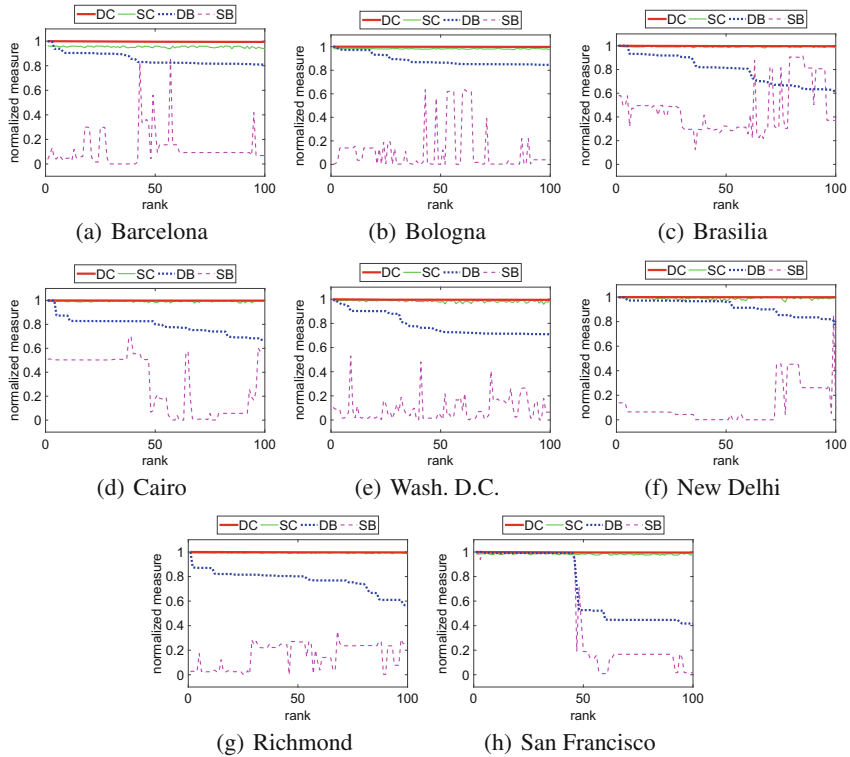 DC SC DB SB
DC SC DB SB
DC SC DB SB
normalized measure
1
0.8
0.6
0.4
0.2
0
0 50 100
rank
normalized measure
1
0.8
0.6
0.4
0.2
0
0 50 100
rank
normalized measure
1
0.8
0.6
0.4
0.2
0
0 50 100
rank
(a) Barcelona
(b) Bologna
(c) Brasilia
DC SC DB SB
DC SC DB SB
DC SC DB SB
normalized measure
1
0.8
0.6
0.4
0.2
0
0 50 100
rank
normalized measure
1
0.8
0.6
0.4
0.2
0
0 50 100
rank
normalized measure
1
0.8
0.6
0.4
0.2
0
0 50 100
rank
(d) Cairo
(e) Wash. D.C.
(f) New Delhi
DC SC DB SB
DC SC DB SB
normalized measure
1
0.8
0.6
0.4
0.2
0
0 50 100
rank
normalized measure
1
0.8
0.6
0.4
0.2
0
0 50 100
rank
(g) Richmond
(h) San Francisco